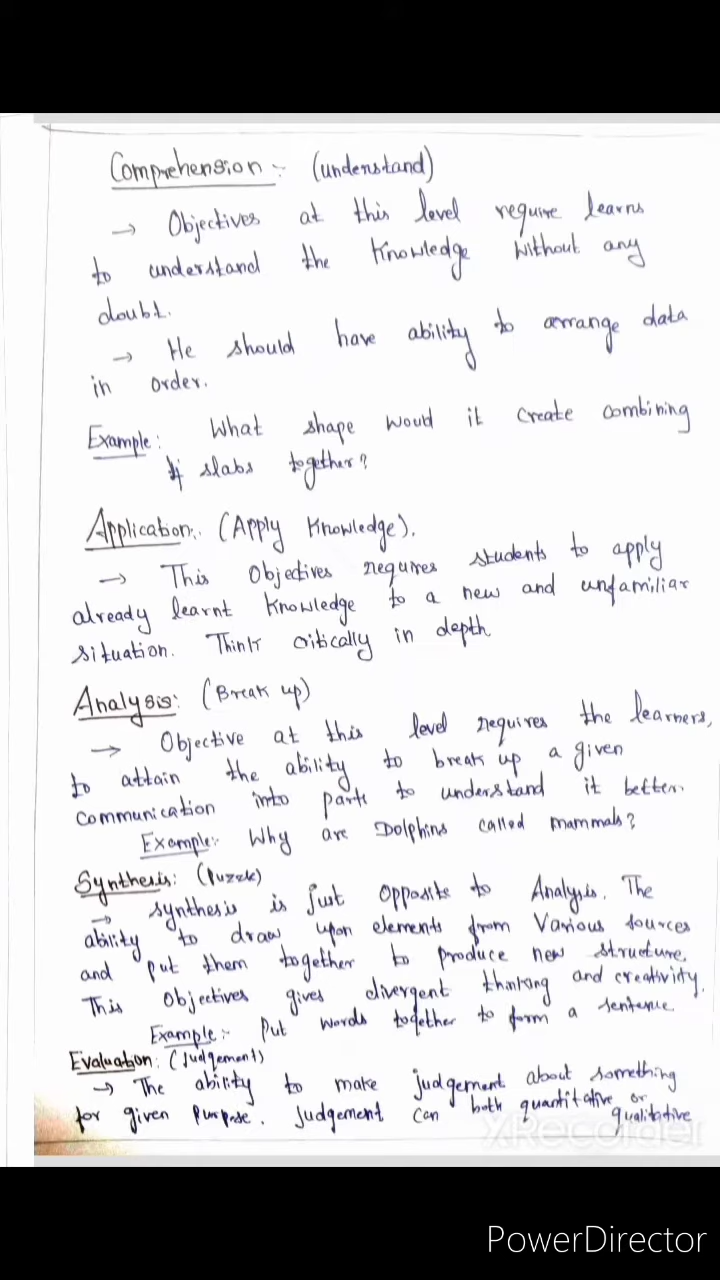 Comprehension :- (understand)
→ Objectives at this level require learns
to understand the knowledge without any
doubt.
→ He should have ability to arrange data
in order.
Example: What shape would it create combining
4 slabs together?
Application:. (Apply Knowledge).
→ This Objectives requires students to apply
already learnt knowledge to a new and unfamiliar
situation. Think critically in depth
Analysis: (Break up)
→ Objective at this level requires the learners,
to attain the ability to break up a given
communication into parts to understand it better.
Example:- Why are Dolphins called mammals?
Synthesis: (Puzzle)
→ synthesis is just opposite to Analysis. The
ability to draw upon elements from Various sources
and put them together to produce new structure.
This objectives gives divergent thinking and creativity.
Example:- Put words together to form a sentence
Evaluation: (Judgement)
→ The ability to make judgement about something
for given purpose. Judgement can both quantitative or
qualitative
XRecorder
PowerDirector